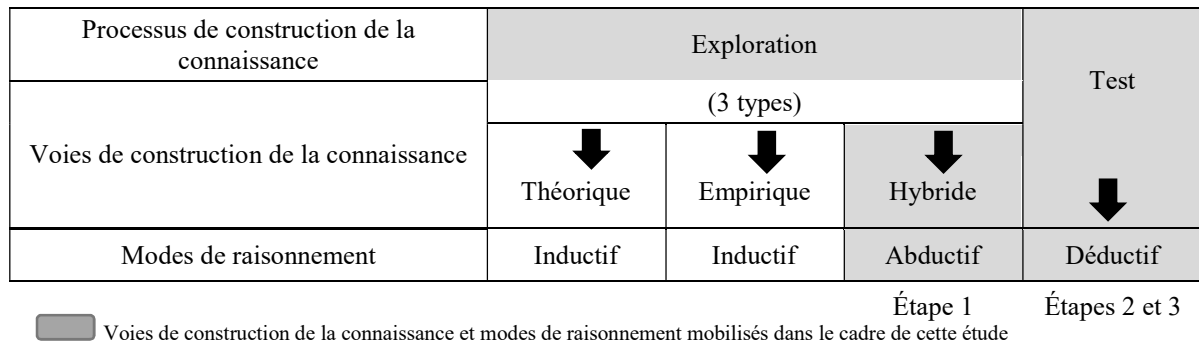 Processus de construction de la
connaissance
Exploration
Test
(3 types)
Voies de construction de la connaissance
Théorique
Empirique
Hybride
Modes de raisonnement
Inductif
Inductif
Abductif
Déductif
Étape 1
Étapes 2 et 3
Voies de construction de la connaissance et modes de raisonnement mobilisés dans le cadre de cette étude